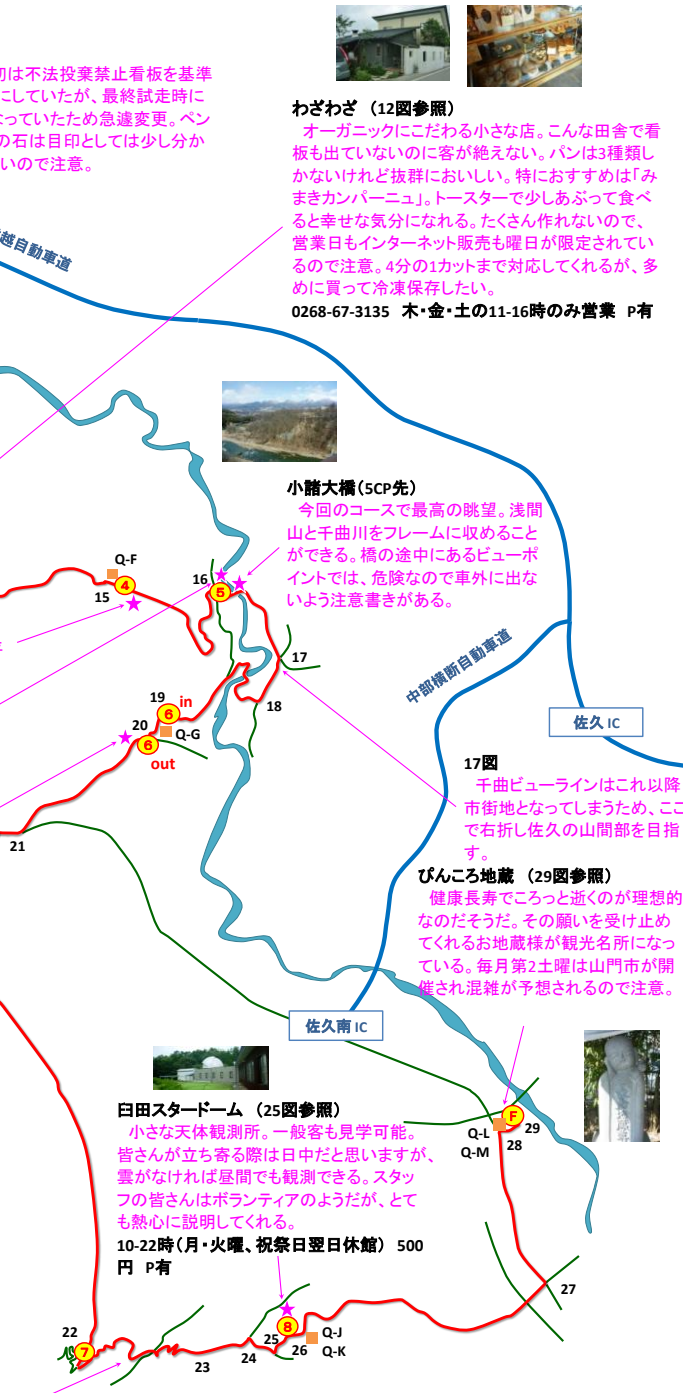 初は不法投棄禁止看板を基準
にしていたが、最終試走時に
なっていたため急遽変更。ペン
の石は目印としては少し分か
いので注意。
越自動車道
わざわざ （12図参照）
オーガニックにこだわる小さな店。こんな田舎で看
板も出ていないのに客が絶えない。パンは3種類し
かないけれど抜群においしい。特におすすめは「み
まきカンパーニュ」。トースターで少しあぶって食べ
ると幸せな気分になれる。たくさん作れないので、
営業日もインターネット販売も曜日が限定されてい
るので注意。4分の1カットまで対応してくれるが、多
めに買って冷凍保存したい。
0268-67-3135 木・金・土の11-16時のみ営業 P有
小諸大橋（5CP先）
今回のコースで最高の眺望。浅間
山と千曲川をフレームに収めること
ができる。橋の途中にあるビューポ
イントでは、危険なので車外に出な
いよう注意書きがある。
Q-F
4
15
16
5
17
18
19
6
in
20
Q-G
6
out
21
中部横断自動車道
佐久 IC
17図
千曲ビューラインはこれ以降
市街地となってしまうため、ここ
で右折し佐久の山間部を目指
す。
ぴんころ地蔵 （29図参照）
健康長寿でころっと逝くのが理想的
なのだそうだ。その願いを受け止め
てくれるお地蔵様が観光名所になっ
ている。毎月第2土曜は山門市が開
催され混雑が予想されるので注意。
佐久南 IC
臼田スタードーム （25図参照）
小さな天体観測所。一般客も見学可能。
皆さんが立ち寄る際は日中だと思いますが、
雲がなければ昼間でも観測できる。スタッ
フの皆さんはボランティアのようだが、とて
も熱心に説明してくれる。
10-22時（月・火曜、祝祭日翌日休館） 500
円 P有
F
29
Q-L
Q-M
28
27
22
7
23
24
25
8
26
Q-J
Q-K